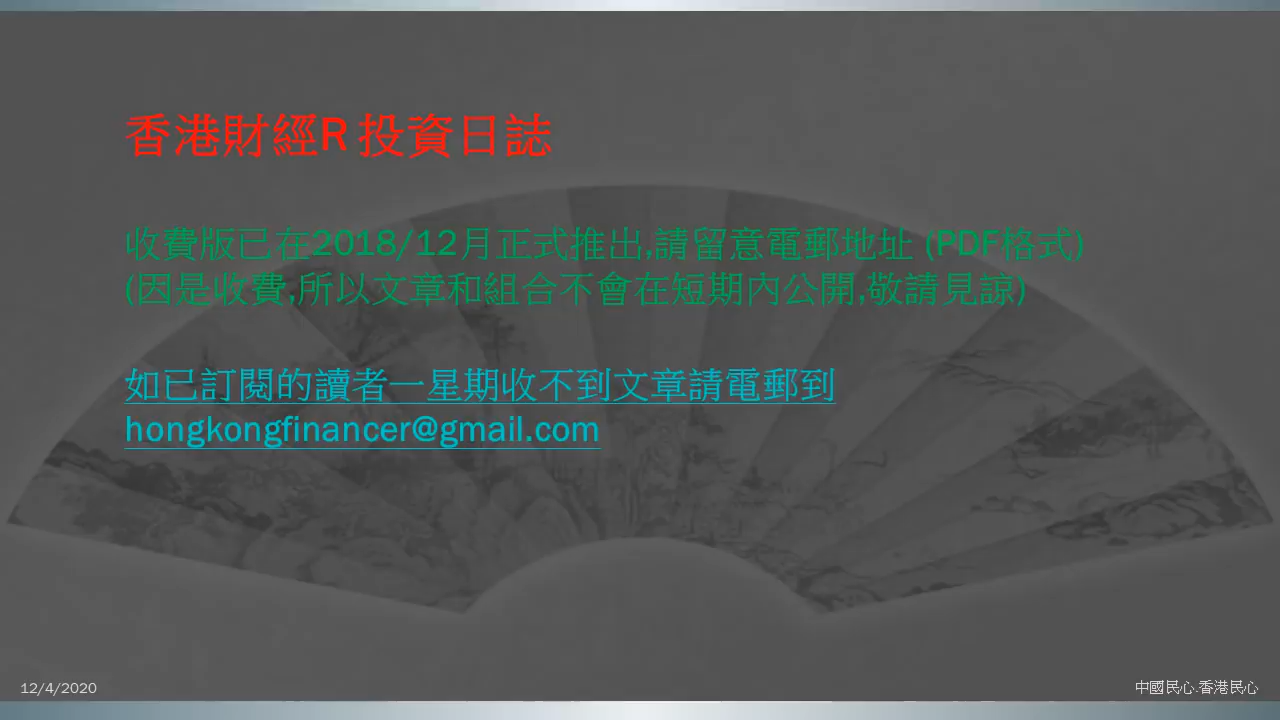 香港財經R 投資日誌
收費版已在2018/12月正式推出,請留意電郵地址 (PDF格式)
(因是收費,所以文章和組合不會在短期內公開,敬請見諒)
如已訂閱的讀者一星期收不到文章請電郵到
hongkongfinancer@gmail.com
12/4/2020
中國民心.香港民心